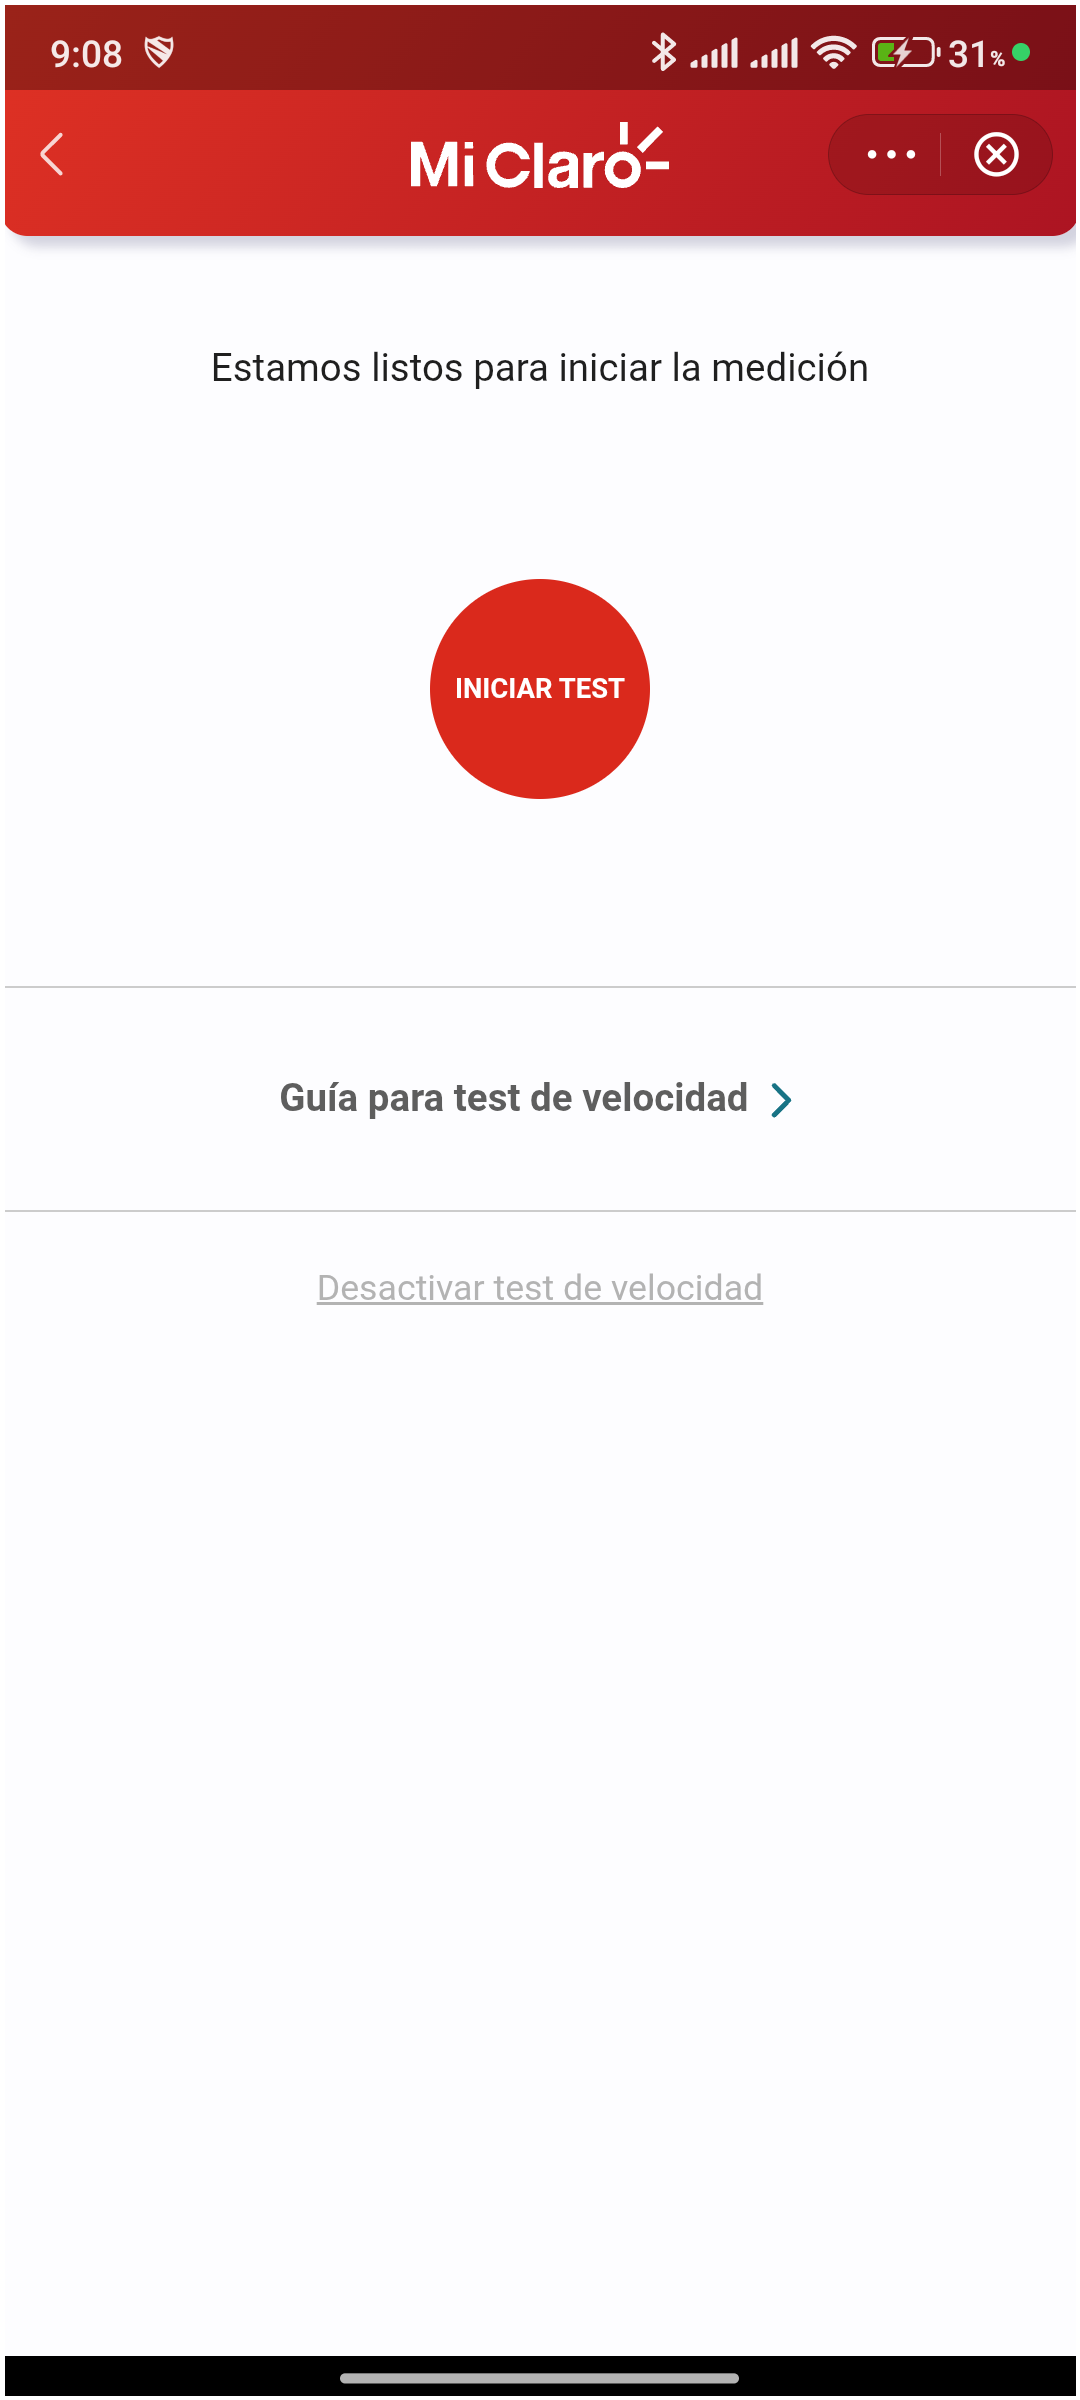 9:08
31%
Mi Claro
Estamos listos para iniciar la medición
INICIAR TEST
Guía para test de velocidad
Desactivar test de velocidad